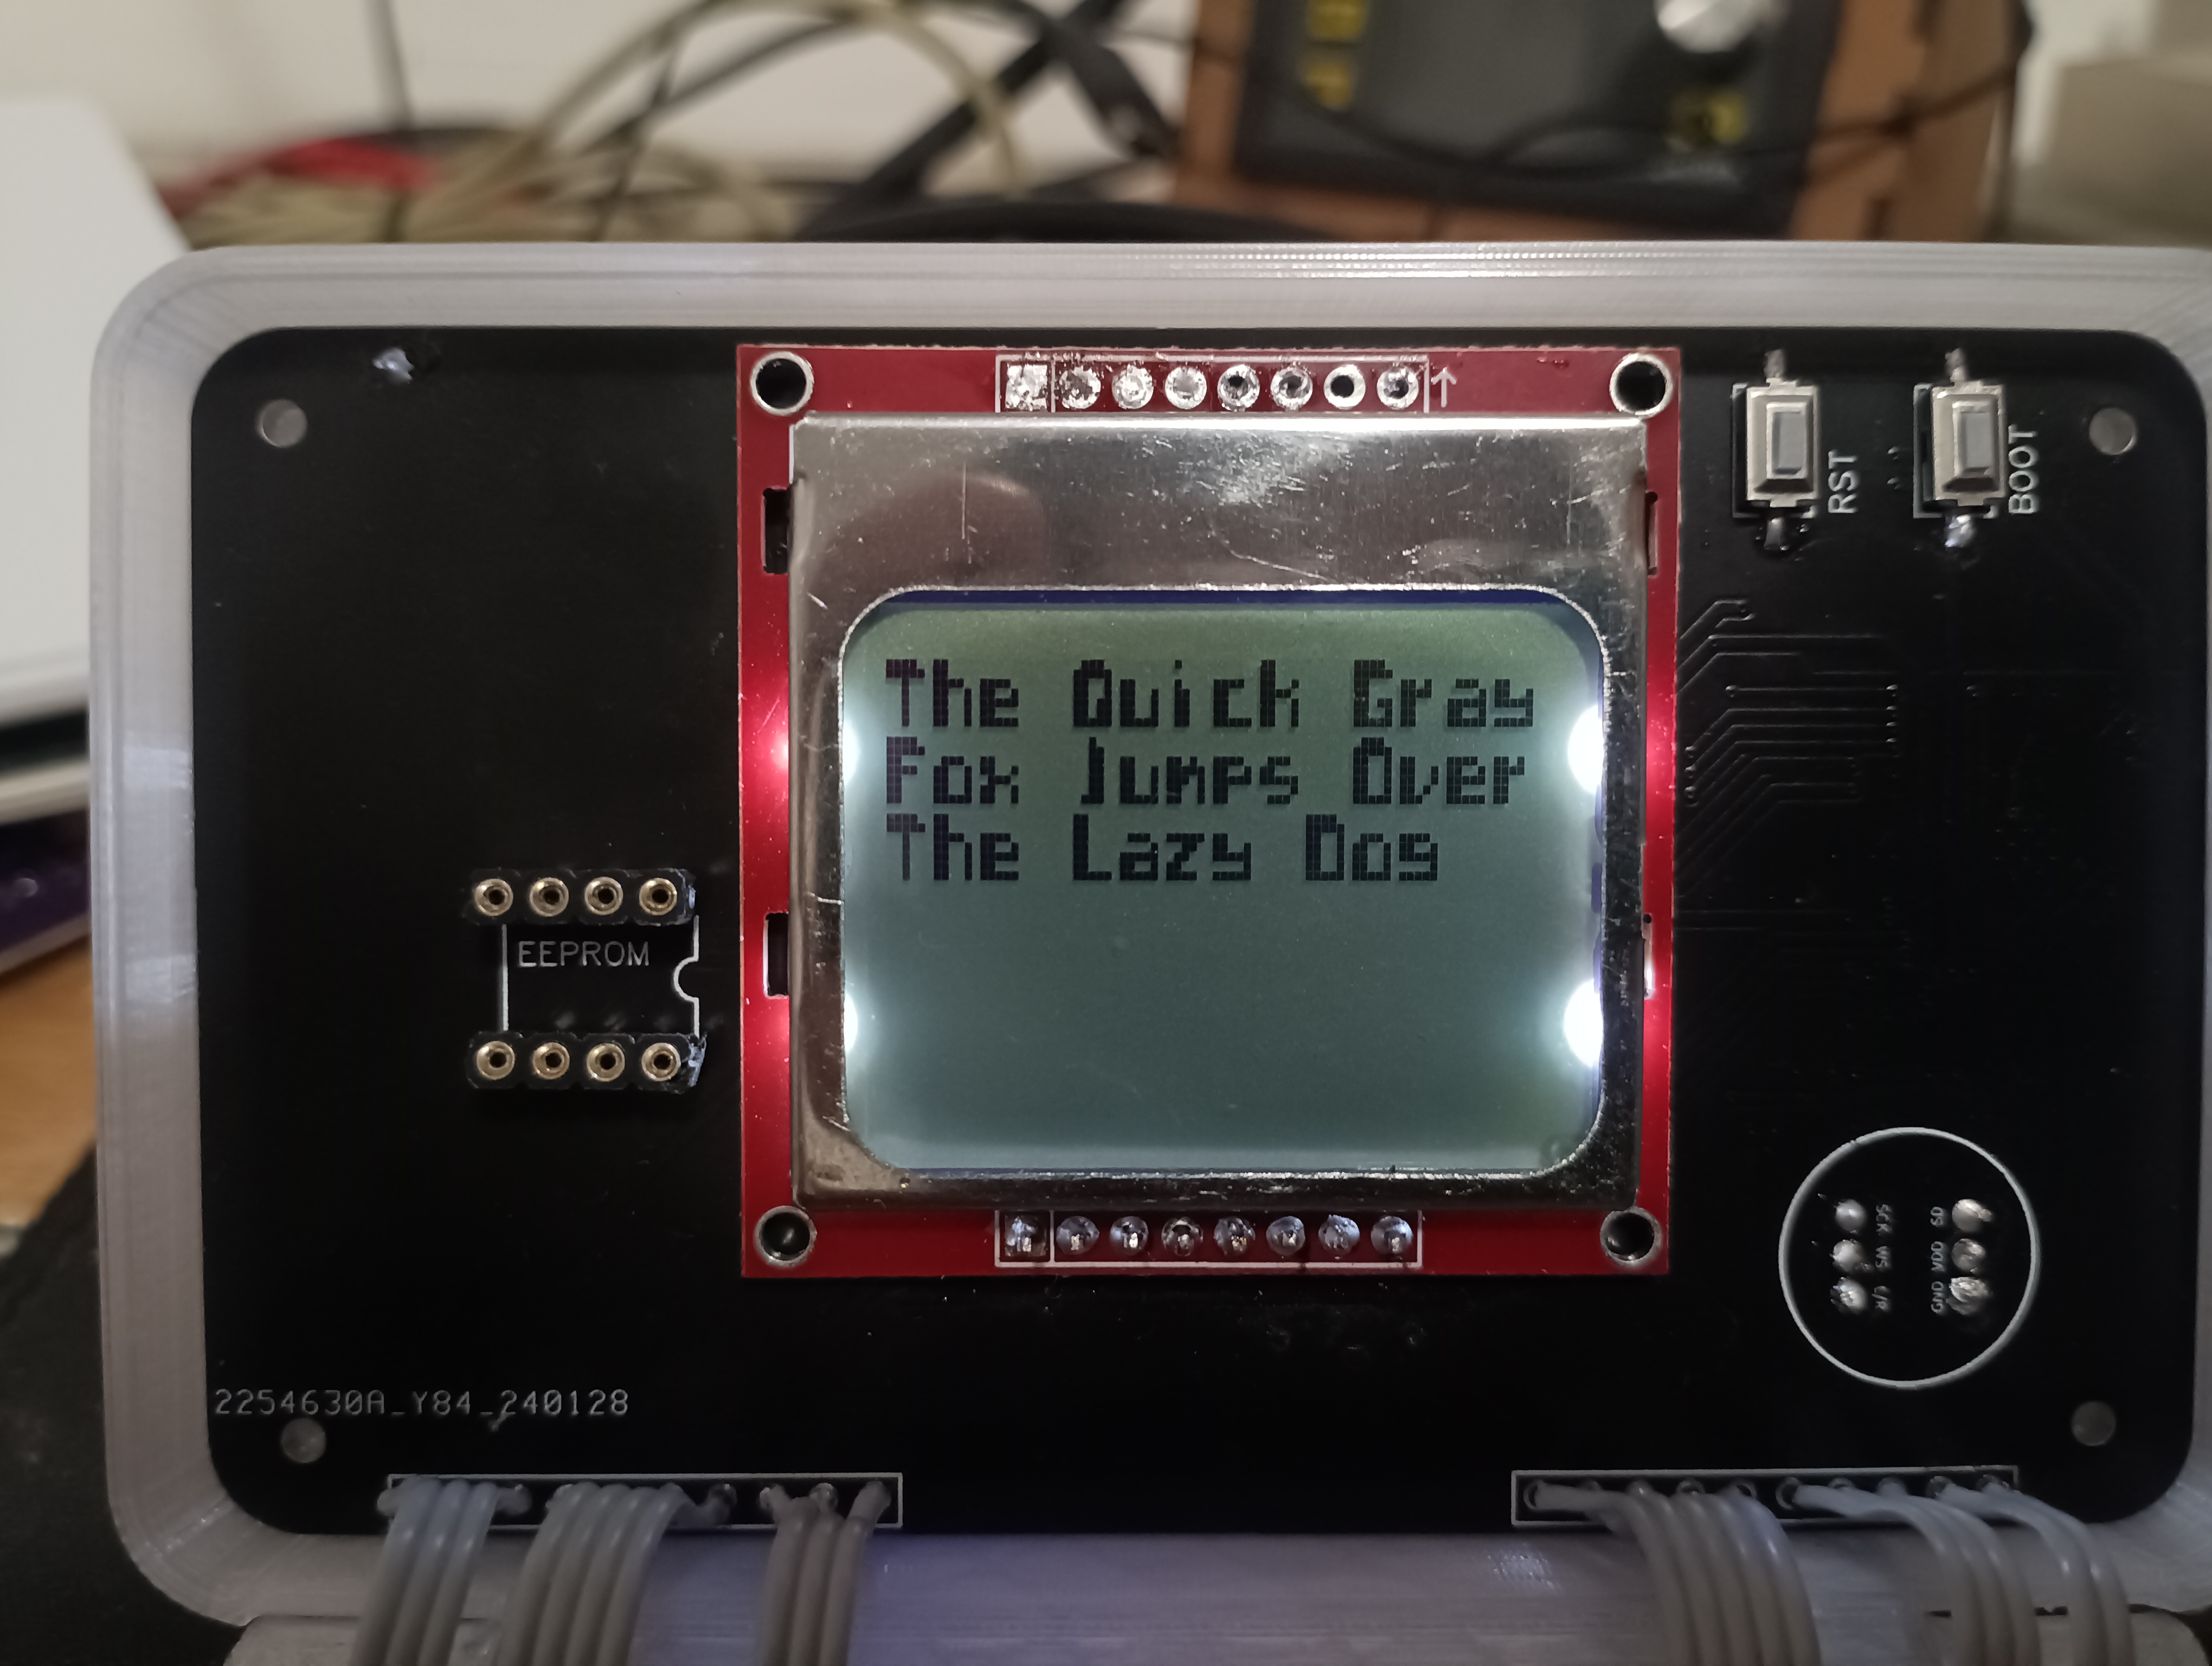 The Quick Gray
Fox Jumps Over
The Lazy Dog
RST
BOOT
EEPROM
SCK WS L/R
GND VDD SD
2254630A_Y84_240128